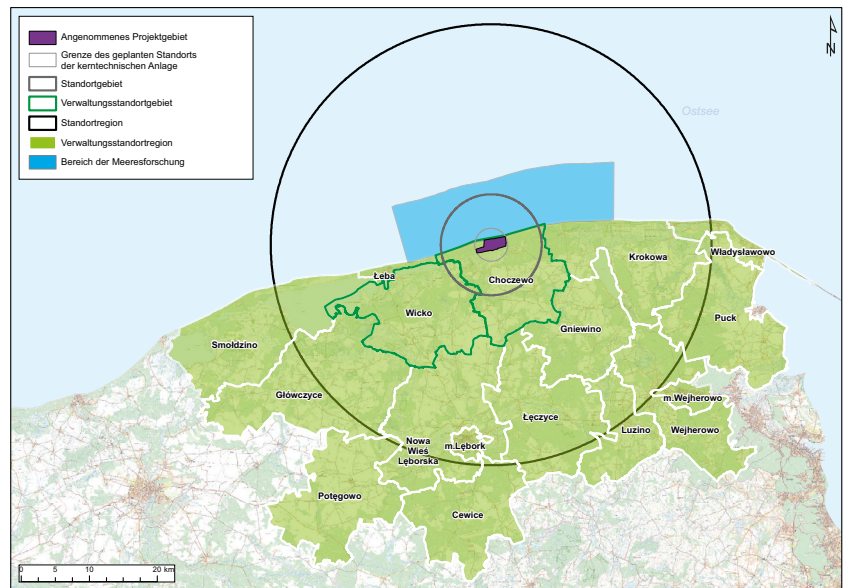 Angenommenes Projektgebiet
Grenze des geplanten Standorts
der kerntechnischen Anlage
Standortgebiet
Verwaltungsstandortgebiet
Standortregion
Verwaltungsstandortregion
Bereich der Meeresforschung
N
Ostsee
Władysławowo
Krokowa
Łeba
Choczewo
Wicko
Puck
Gniewino
Smołdzino
Główczyce
m.Wejherowo
Łęczyce
Luzino
Wejherowo
Nowa
Wieś
Lęborska
m.Lębork
Potęgowo
Cewice
0 5 10 20 km